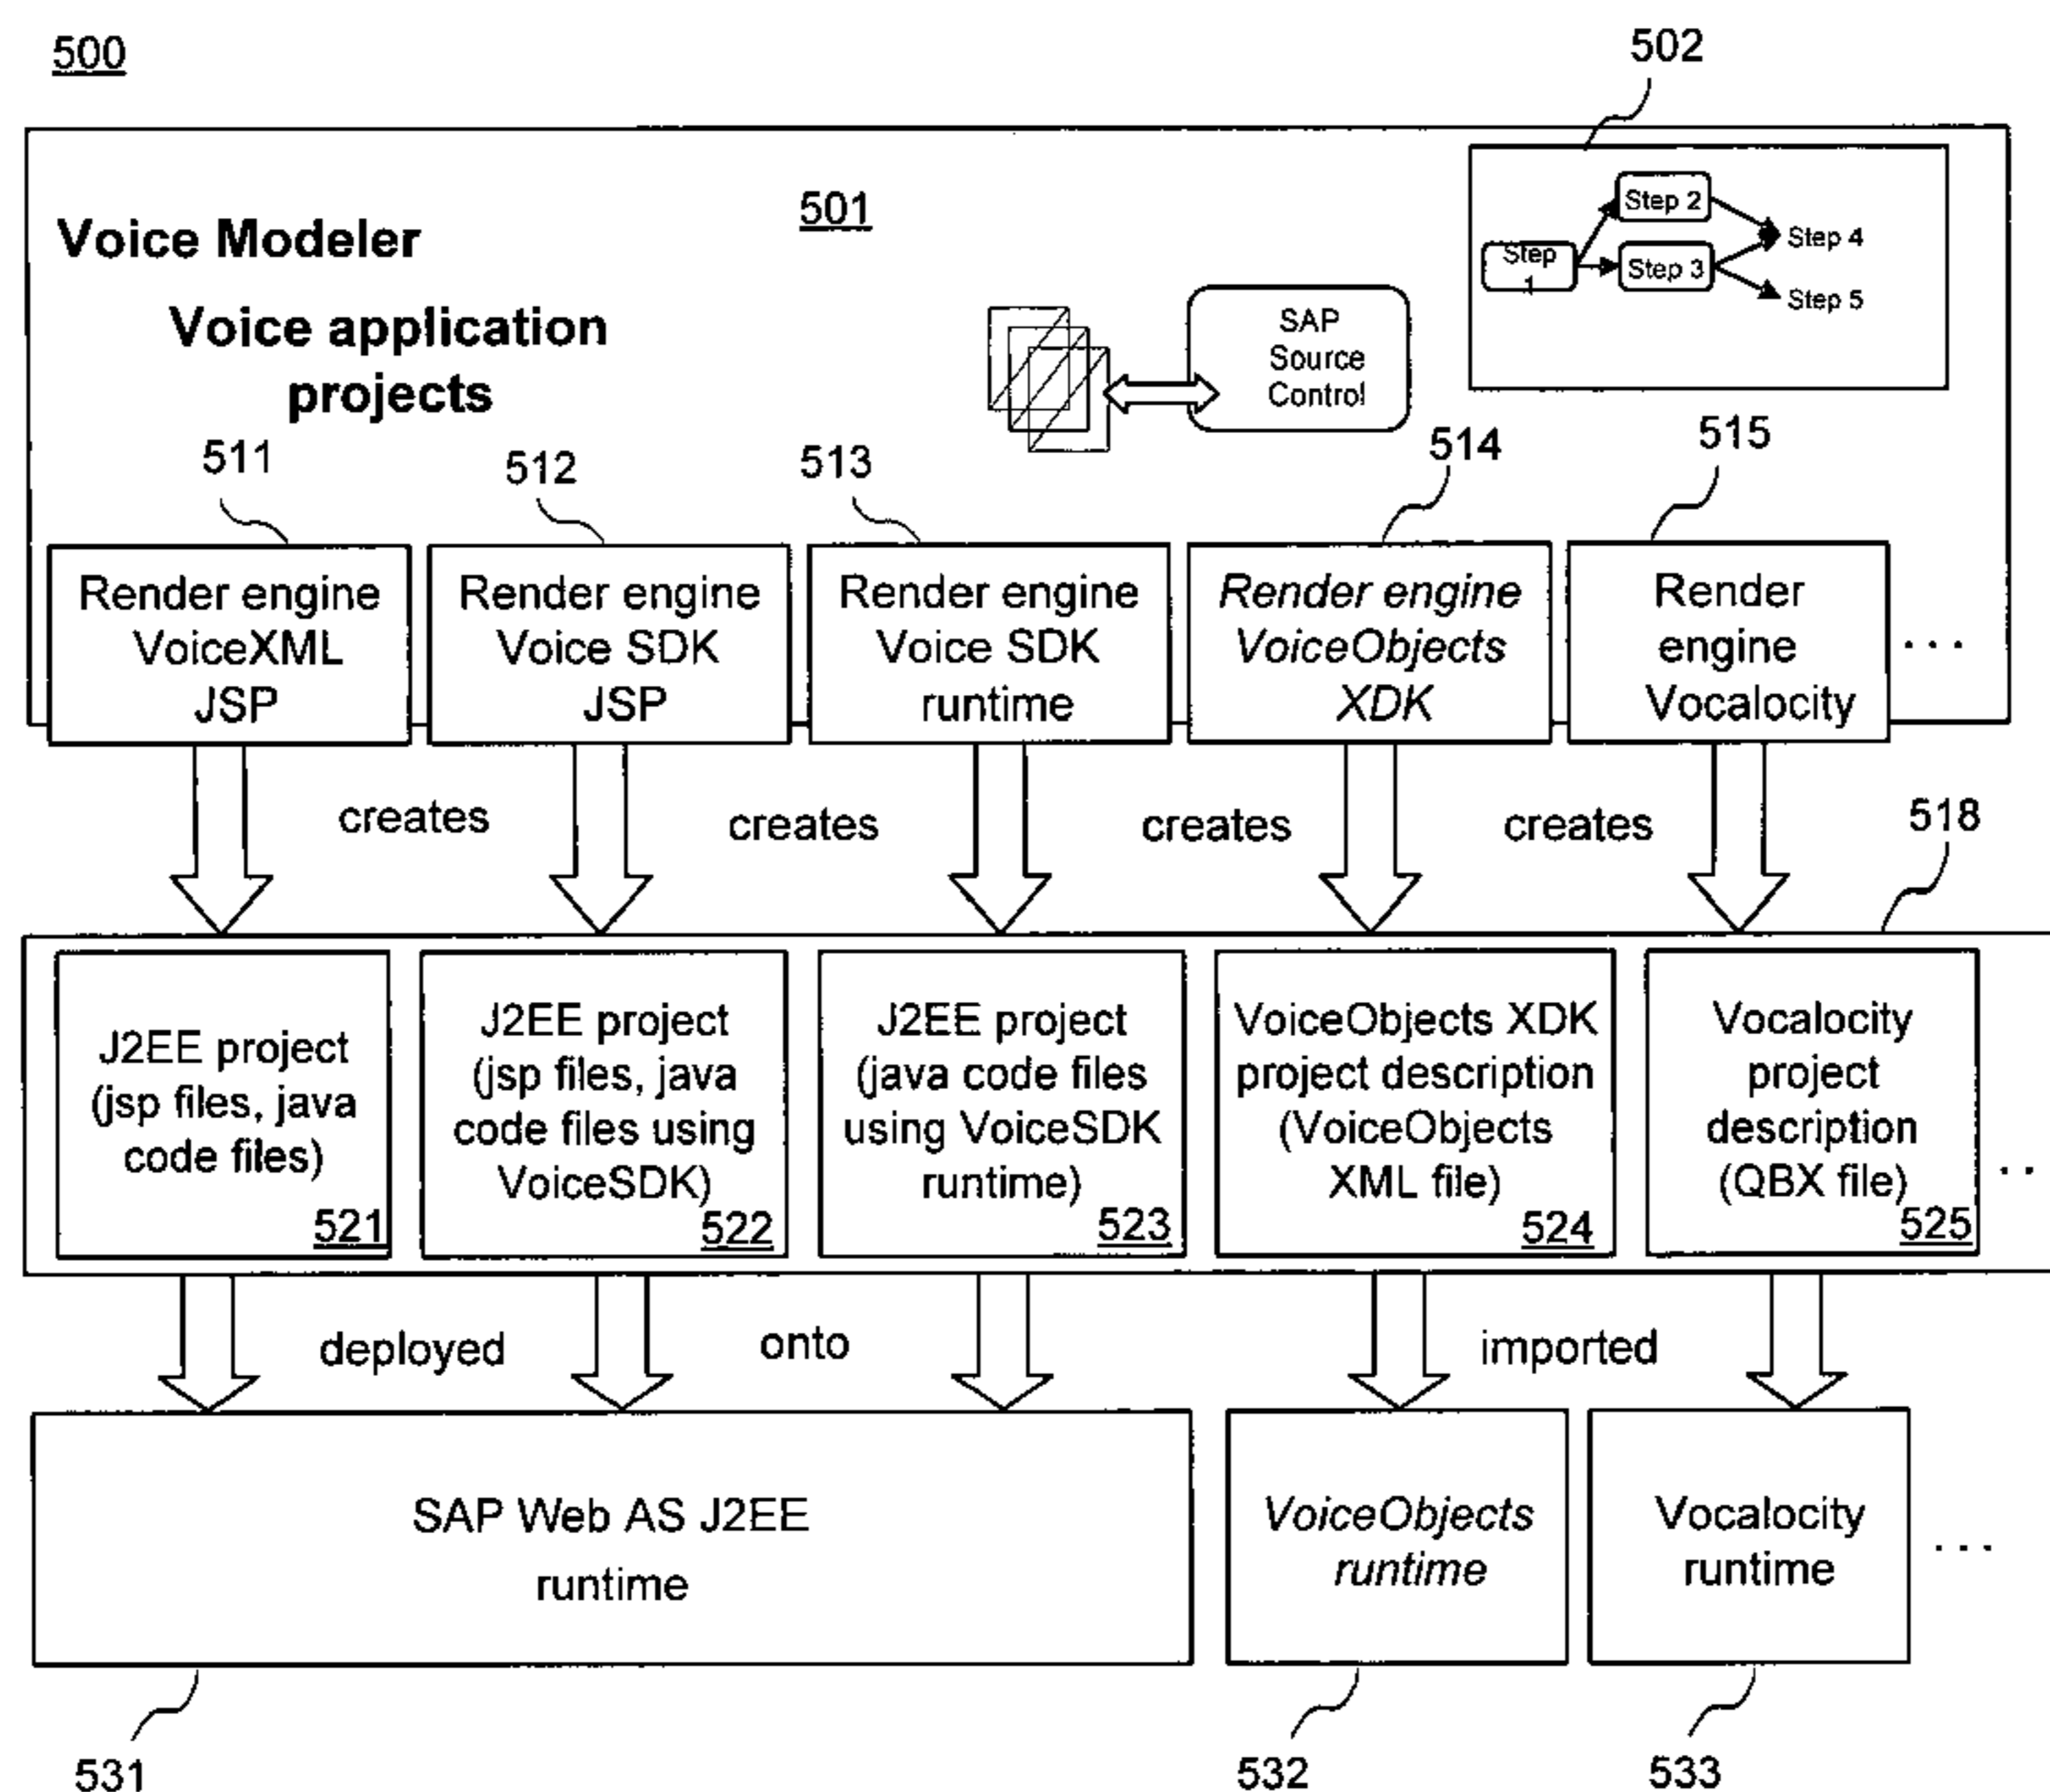 500
502
501
Voice Modeler
Voice application
projects
SAP
Source
Control
Step
1
Step 2
Step 3
Step 4
Step 5
511
512
513
514
515
Render engine
VoiceXML
JSP
Render engine
Voice SDK
JSP
Render engine
Voice SDK
runtime
Render engine
VoiceObjects
XDK
Render
engine
Vocalocity
...
creates
creates
creates
creates
518
J2EE project
(jsp files, java
code files)
521
J2EE project
(jsp files, java
code files using
VoiceSDK)
522
J2EE project
(java code files
using VoiceSDK
runtime)
523
VoiceObjects XDK
project description
(VoiceObjects
XML file)
524
Vocalocity
project
description
(QBX file)
525
..
deployed
onto
imported
SAP Web AS J2EE
runtime
VoiceObjects
runtime
Vocalocity
runtime
...
531
532
533